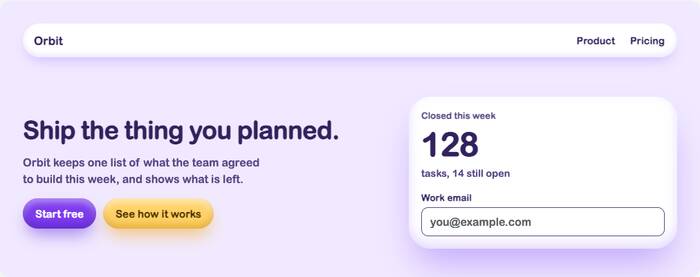 Orbit
Product
Pricing
Ship the thing you planned.
Orbit keeps one list of what the team agreed
to build this week, and shows what is left.
Start free
See how it works
Closed this week
128
tasks, 14 still open
Work email
you@example.com